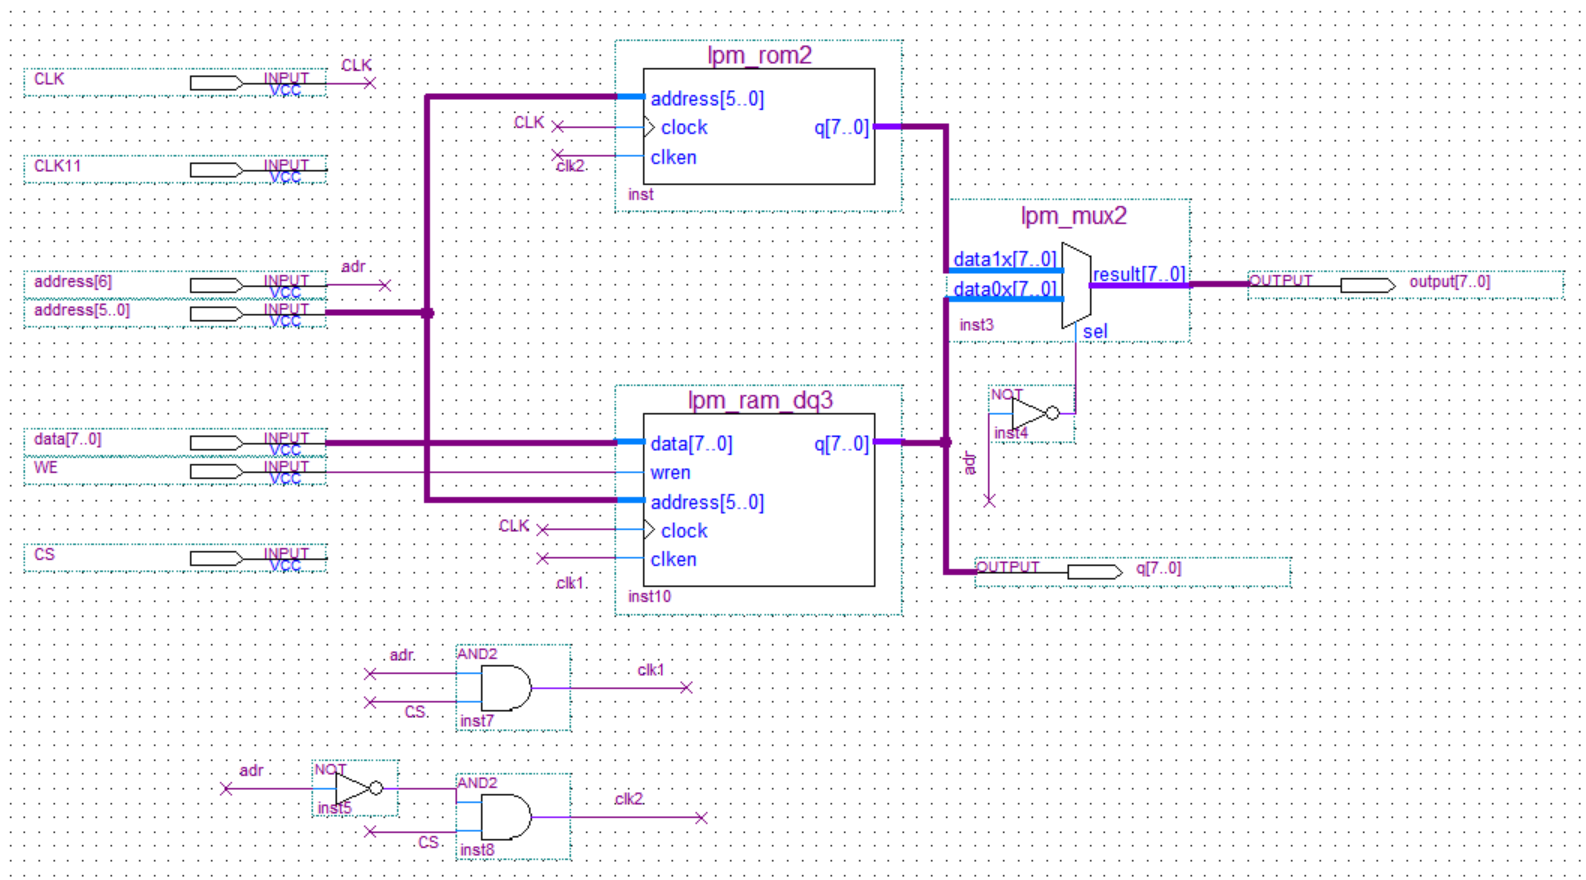 CLK
INPUT
VCC
CLK
CLK11
INPUT
VCC
address[6]
INPUT
VCC
adr
address[5..0]
INPUT
VCC
data[7..0]
INPUT
VCC
WE
INPUT
VCC
CS
INPUT
VCC
lpm_rom2
address[5..0]
CLK
clock
q[7..0]
clk2
clken
inst
lpm_mux2
data1x[7..0]
result[7..0]
data0x[7..0]
inst3
sel
OUTPUT
output[7..0]
NOT
inst4
adr
lpm_ram_dq3
data[7..0]
q[7..0]
wren
address[5..0]
CLK
clock
clken
clk1
inst10
OUTPUT
q[7..0]
adr
AND2
clk1
CS
inst7
adr
NOT
inst5
AND2
clk2
CS
inst8